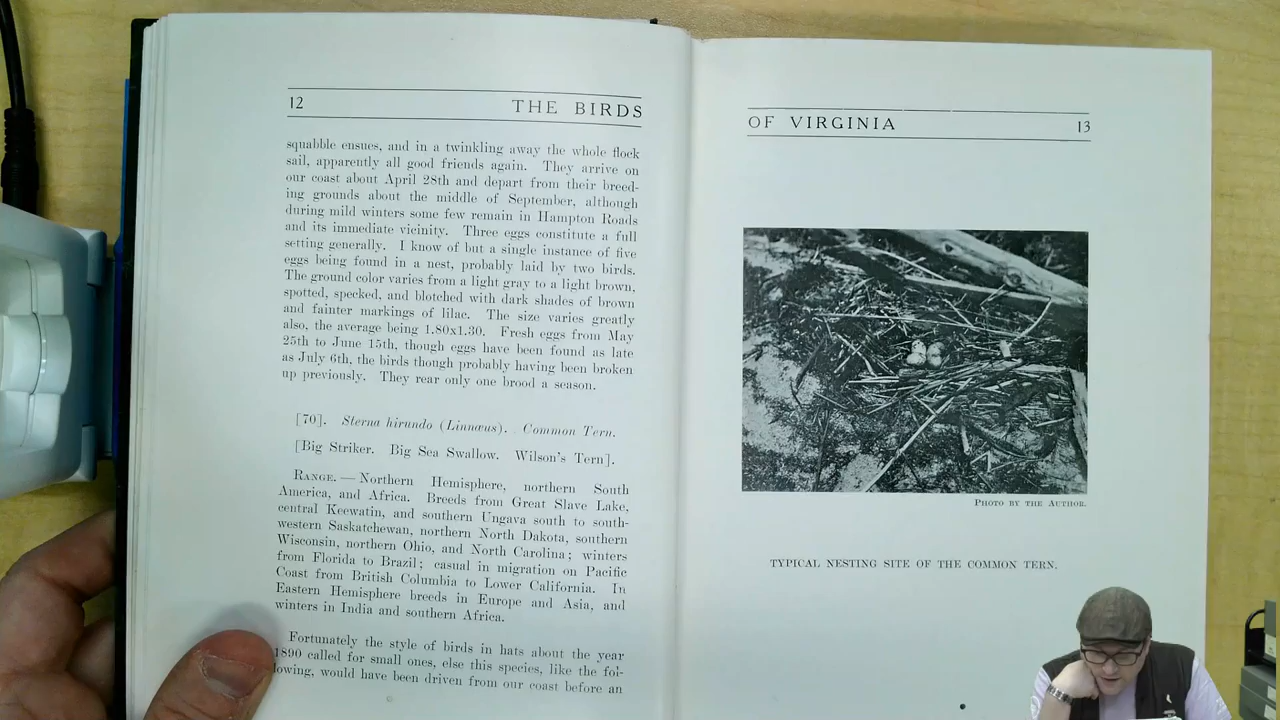 12 THE BIRDS
squabble ensues, and in a twinkling away the whole flock
sail, apparently all good friends again. They arrive on
our coast about April 28th and depart from their breed-
ing grounds about the middle of September, although
during mild winters some few remain in Hampton Roads
and its immediate vicinity. Three eggs constitute a full
setting generally. I know of but a single instance of five
eggs being found in a nest, probably laid by two birds.
The ground color varies from a light gray to a light brown,
spotted, specked, and blotched with dark shades of brown
and fainter markings of lilac. The size varies greatly
also, the average being 1.80x1.30. Fresh eggs from May
25th to June 15th, though eggs have been found as late
as July 6th, the birds though probably having been broken
up previously. They rear only one brood a season.
[70]. Sterna hirundo (Linnæus). Common Tern.
[Big Striker. Big Sea Swallow. Wilson's Tern].
RANGE.—Northern Hemisphere, northern South
America, and Africa. Breeds from Great Slave Lake,
central Keewatin, and southern Ungava south to south-
western Saskatchewan, northern North Dakota, southern
Wisconsin, northern Ohio, and North Carolina; winters
from Florida to Brazil; casual in migration on Pacific
Coast from British Columbia to Lower California. In
Eastern Hemisphere breeds in Europe and Asia, and
winters in India and southern Africa.
Fortunately the style of birds in hats about the year
1890 called for small ones, else this species, like the fol-
lowing, would have been driven from our coast before an
OF VIRGINIA 13
PHOTO BY THE AUTHOR.
TYPICAL NESTING SITE OF THE COMMON TERN.